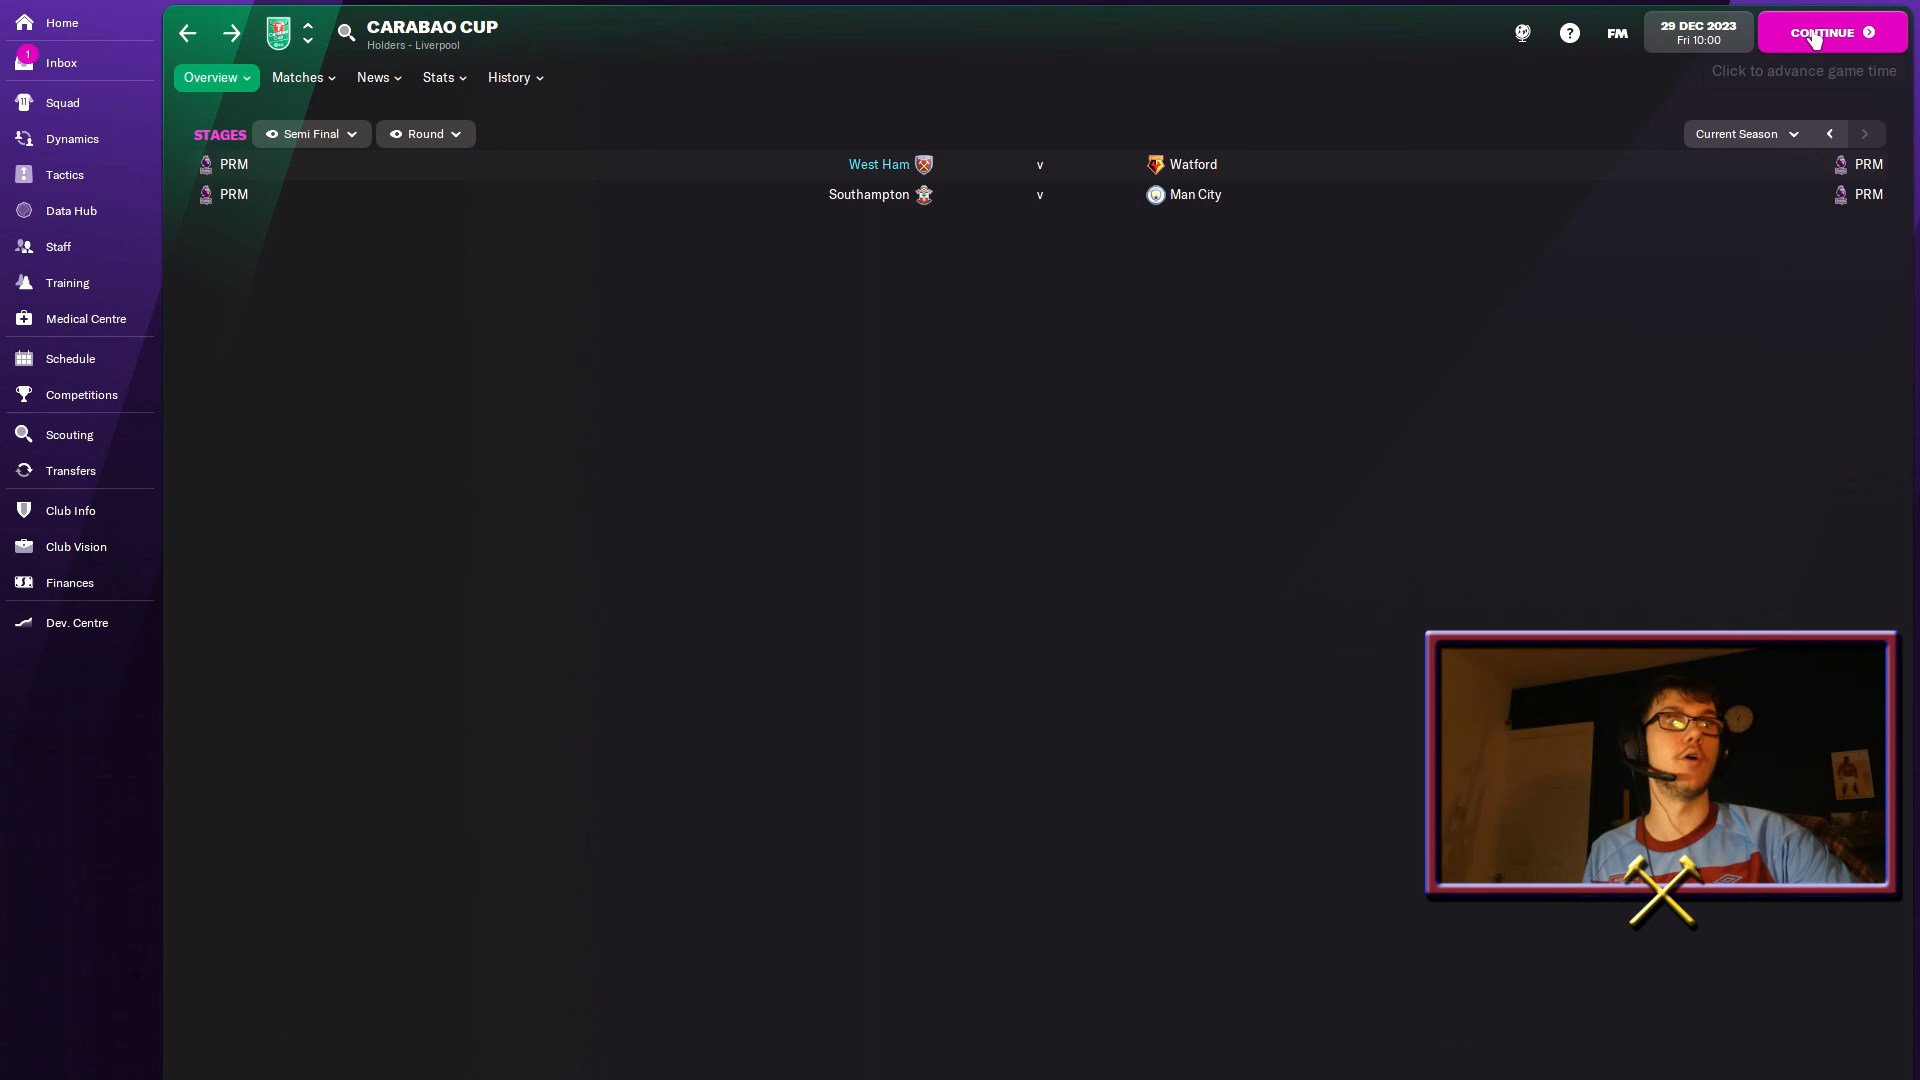 Home
CARABAO CUP
Holders - Liverpool
FM
29 DEC 2023
Fri 10:00
CONTINUE
Click to advance game time
1
Inbox
Overview
Matches
News
Stats
History
Squad
Dynamics
Tactics
Data Hub
Staff
Training
Medical Centre
Schedule
Competitions
Scouting
Transfers
Club Info
Club Vision
Finances
Dev. Centre
STAGES Semi Final Round Current Season
PRM West Ham v Watford PRM
PRM Southampton v Man City PRM